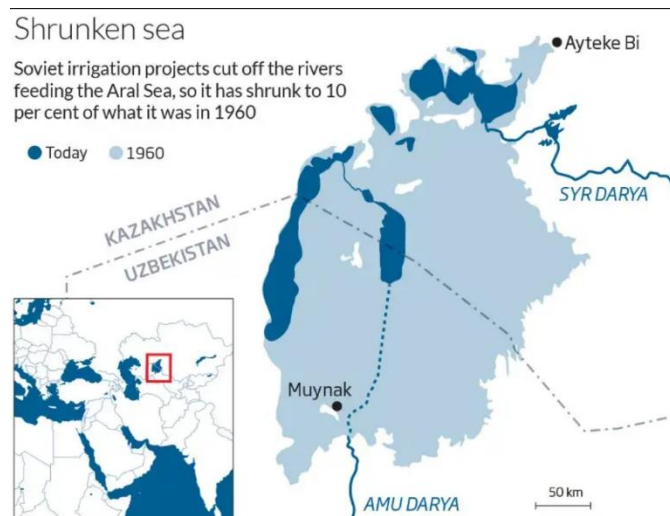 Shrunken sea
Soviet irrigation projects cut off the rivers
feeding the Aral Sea, so it has shrunk to 10
per cent of what it was in 1960
Today 1960
Ayteke Bi
SYR DARYA
KAZAKHSTAN
UZBEKISTAN
Muynak
AMU DARYA
50 km